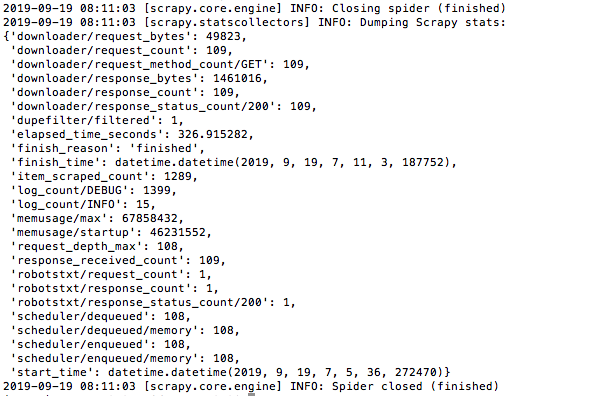 2019-09-19 08:11:03 [scrapy.core.engine] INFO: Closing spider (finished)
2019-09-19 08:11:03 [scrapy.statscollectors] INFO: Dumping Scrapy stats:
{'downloader/request_bytes': 49823,
 'downloader/request_count': 109,
 'downloader/request_method_count/GET': 109,
 'downloader/response_bytes': 1461016,
 'downloader/response_count': 109,
 'downloader/response_status_count/200': 109,
 'dupefilter/filtered': 1,
 'elapsed_time_seconds': 326.915282,
 'finish_reason': 'finished',
 'finish_time': datetime.datetime(2019, 9, 19, 7, 11, 3, 187752),
 'item_scraped_count': 1289,
 'log_count/DEBUG': 1399,
 'log_count/INFO': 15,
 'memusage/max': 67858432,
 'memusage/startup': 46231552,
 'request_depth_max': 108,
 'response_received_count': 109,
 'robotstxt/request_count': 1,
 'robotstxt/response_count': 1,
 'robotstxt/response_status_count/200': 1,
 'scheduler/dequeued': 108,
 'scheduler/dequeued/memory': 108,
 'scheduler/enqueued': 108,
 'scheduler/enqueued/memory': 108,
 'start_time': datetime.datetime(2019, 9, 19, 7, 5, 36, 272470)}
2019-09-19 08:11:03 [scrapy.core.engine] INFO: Spider closed (finished)